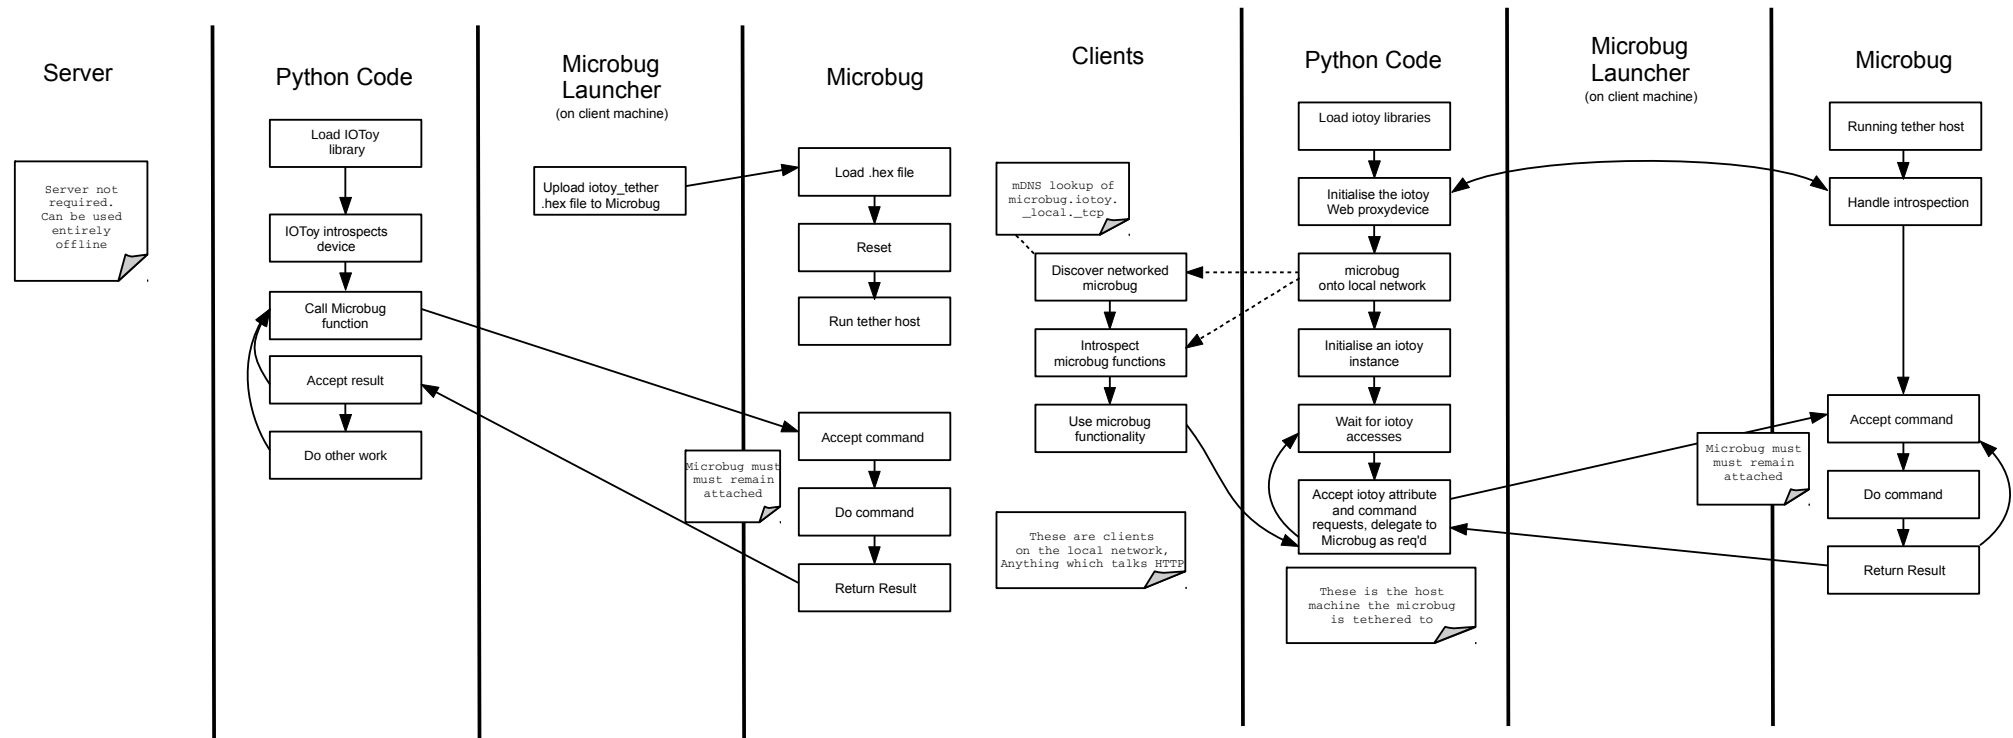 Server
Server not
required.
Can be used
entirely
offline
Python Code
Load IOToy
library
IOToy introspects
device
Call Microbug
function
Accept result
Do other work
Microbug
Launcher
(on client machine)
Upload iotoy_tether
.hex file to Microbug
Microbug must
must remain
attached
Microbug
Load .hex file
Reset
Run tether host
Accept command
Do command
Return Result
Clients
mDNS lookup of
microbug.iotoy.
_local._tcp
Discover networked
microbug
Introspect
microbug functions
Use microbug
functionality
These are clients
on the local network,
Anything which talks HTTP
Python Code
Load iotoy libraries
Initialise the iotoy
Web proxydevice
microbug
onto local network
Initialise an iotoy
instance
Wait for iotoy
accesses
Accept iotoy attribute
and command
requests, delegate to
Microbug as req'd
These is the host
machine the microbug
is tethered to
Microbug
Launcher
(on client machine)
Microbug must
must remain
attached
Microbug
Running tether host
Handle introspection
Accept command
Do command
Return Result